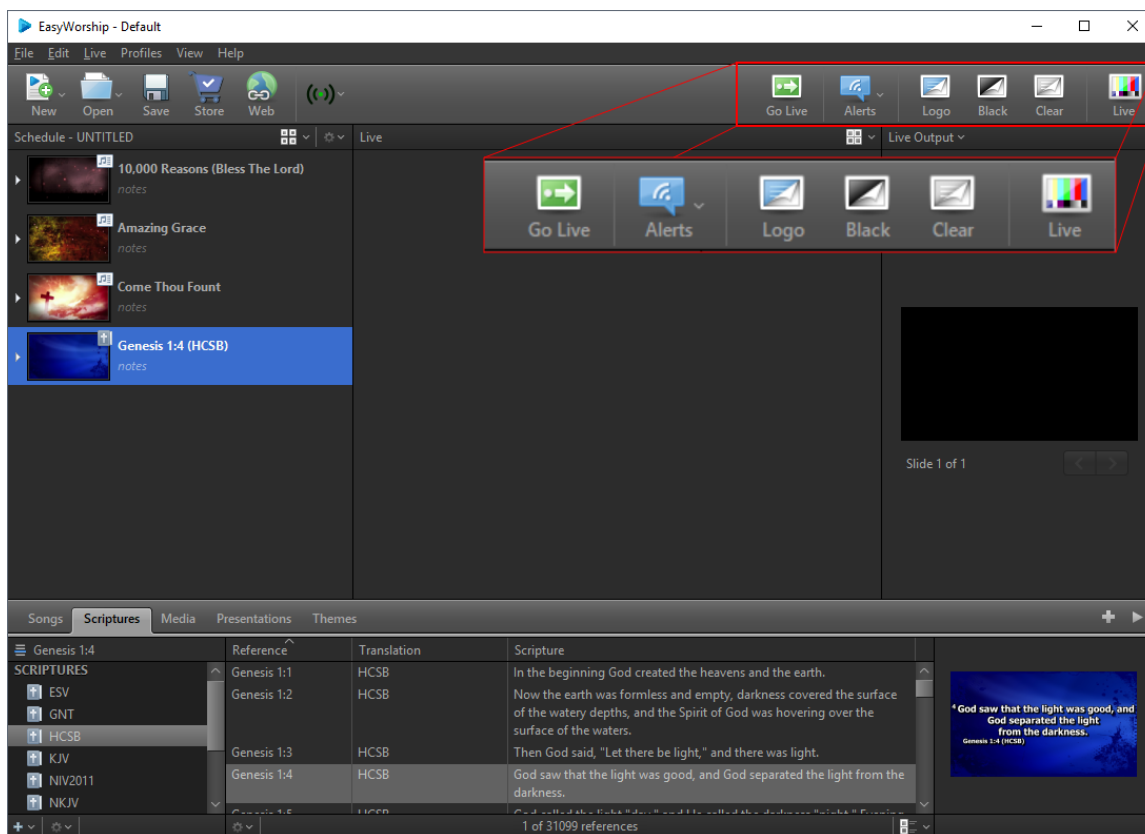 EasyWorship - Default
File Edit Live Profiles View Help
New Open Save Store Web Go Live Alerts Logo Black Clear Live
Schedule - UNTITLED Live Live Output
10,000 Reasons (Bless The Lord)
notes
Amazing Grace
notes
Come Thou Fount
notes
Genesis 1:4 (HCSB)
notes
Go Live Alerts Logo Black Clear Live
Slide 1 of 1
Songs Scriptures Media Presentations Themes
Genesis 1:4 Reference Translation Scripture
SCRIPTURES
ESV
GNT
HCSB
KJV
NIV2011
NKJV
Genesis 1:1 HCSB In the beginning God created the heavens and the earth.
Genesis 1:2 HCSB Now the earth was formless and empty, darkness covered the surface
of the watery depths, and the Spirit of God was hovering over the
surface of the waters.
Genesis 1:3 HCSB Then God said, "Let there be light," and there was light.
Genesis 1:4 HCSB God saw that the light was good, and God separated the light from the
darkness.
1 of 31099 references
4 God saw that the light was good, and
God separated the light
from the darkness.
Genesis 1:4 (HCSB)